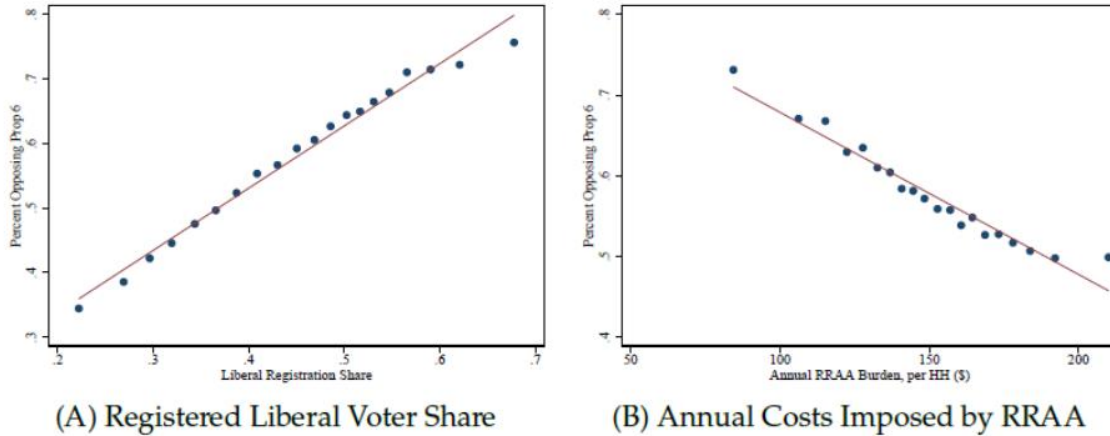 Percent Opposing Prop 6
.3 .4 .5 .6 .7 .8
.2 .3 .4 .5 .6 .7
Liberal Registration Share
(A) Registered Liberal Voter Share
Percent Opposing Prop 6
.4 .5 .6 .7 .8
50 100 150 200
Annual RRAA Burden, per HH ($)
(B) Annual Costs Imposed by RRAA